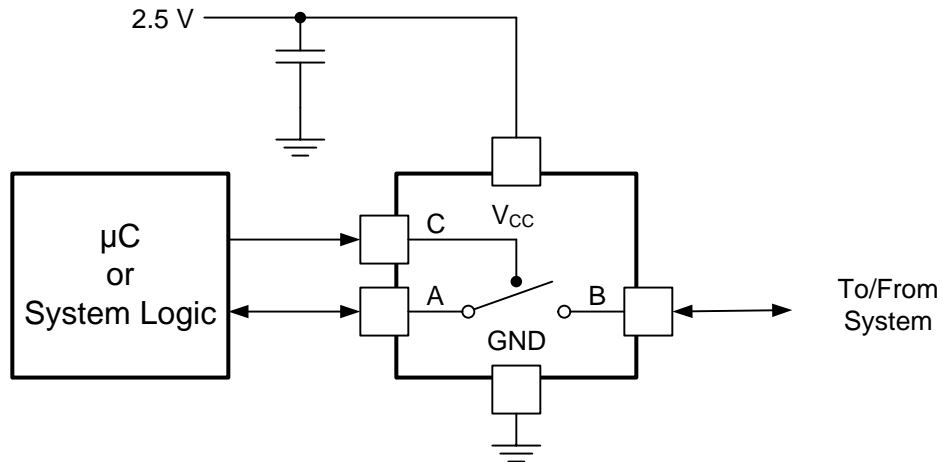 2.5 V
µC
or
System Logic
C
VCC
A
B
GND
To/From
System